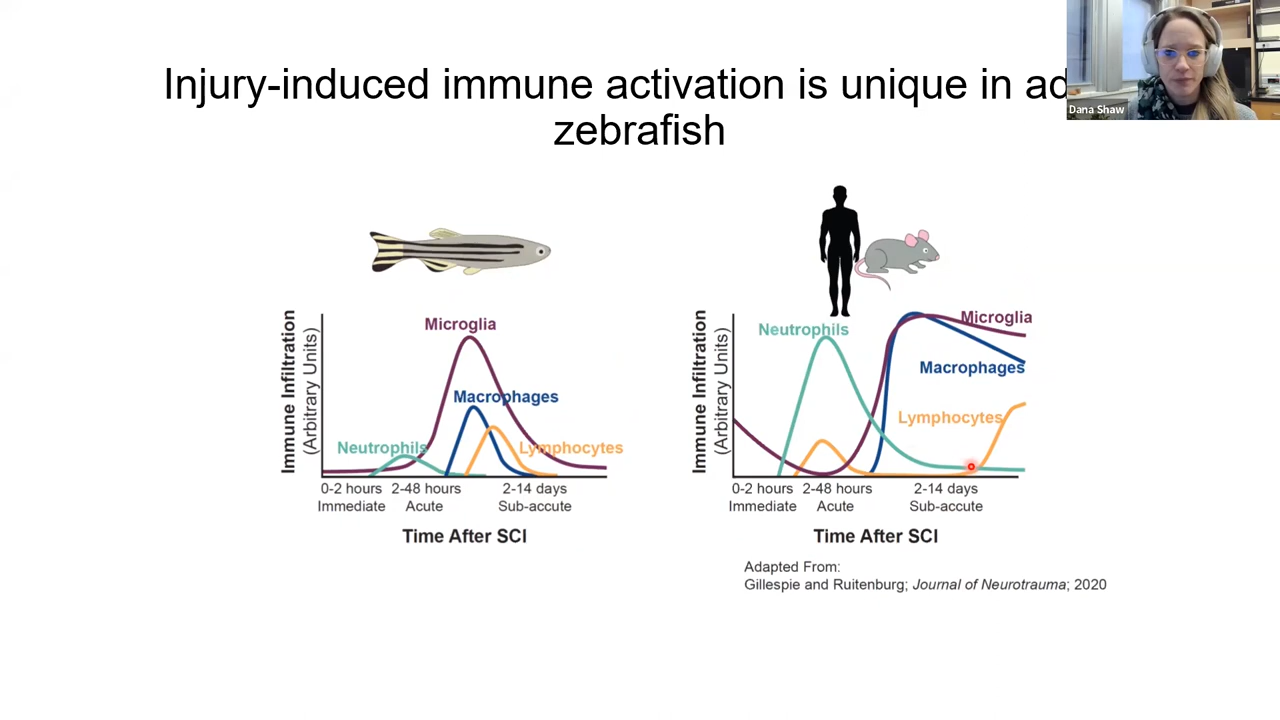 Injury-induced immune activation is unique in ad
zebrafish
Dana Shaw
Immune Infiltration
(Arbitrary Units)
Microglia
Macrophages
Neutrophils
Lymphocytes
0-2 hours 2-48 hours 2-14 days
Immediate Acute Sub-accute
Time After SCI
Immune Infiltration
(Arbitrary Units)
Neutrophils
Microglia
Macrophages
Lymphocytes
0-2 hours 2-48 hours 2-14 days
Immediate Acute Sub-accute
Time After SCI
Adapted From:
Gillespie and Ruitenburg; Journal of Neurotrauma; 2020